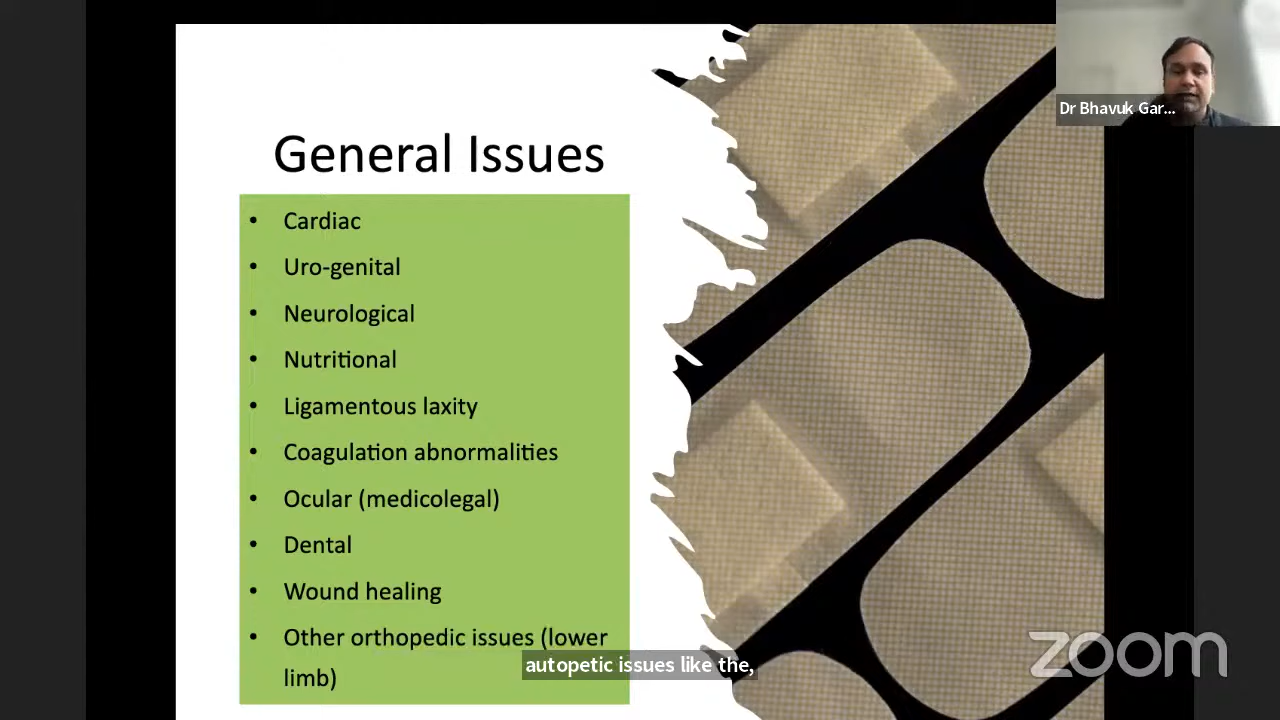 Dr Bhavuk Gar...
General Issues
• Cardiac
• Uro-genital
• Neurological
• Nutritional
• Ligamentous laxity
• Coagulation abnormalities
• Ocular (medicolegal)
• Dental
• Wound healing
• Other orthopedic issues (lower
limb)
autopetic issues like the,
zoom